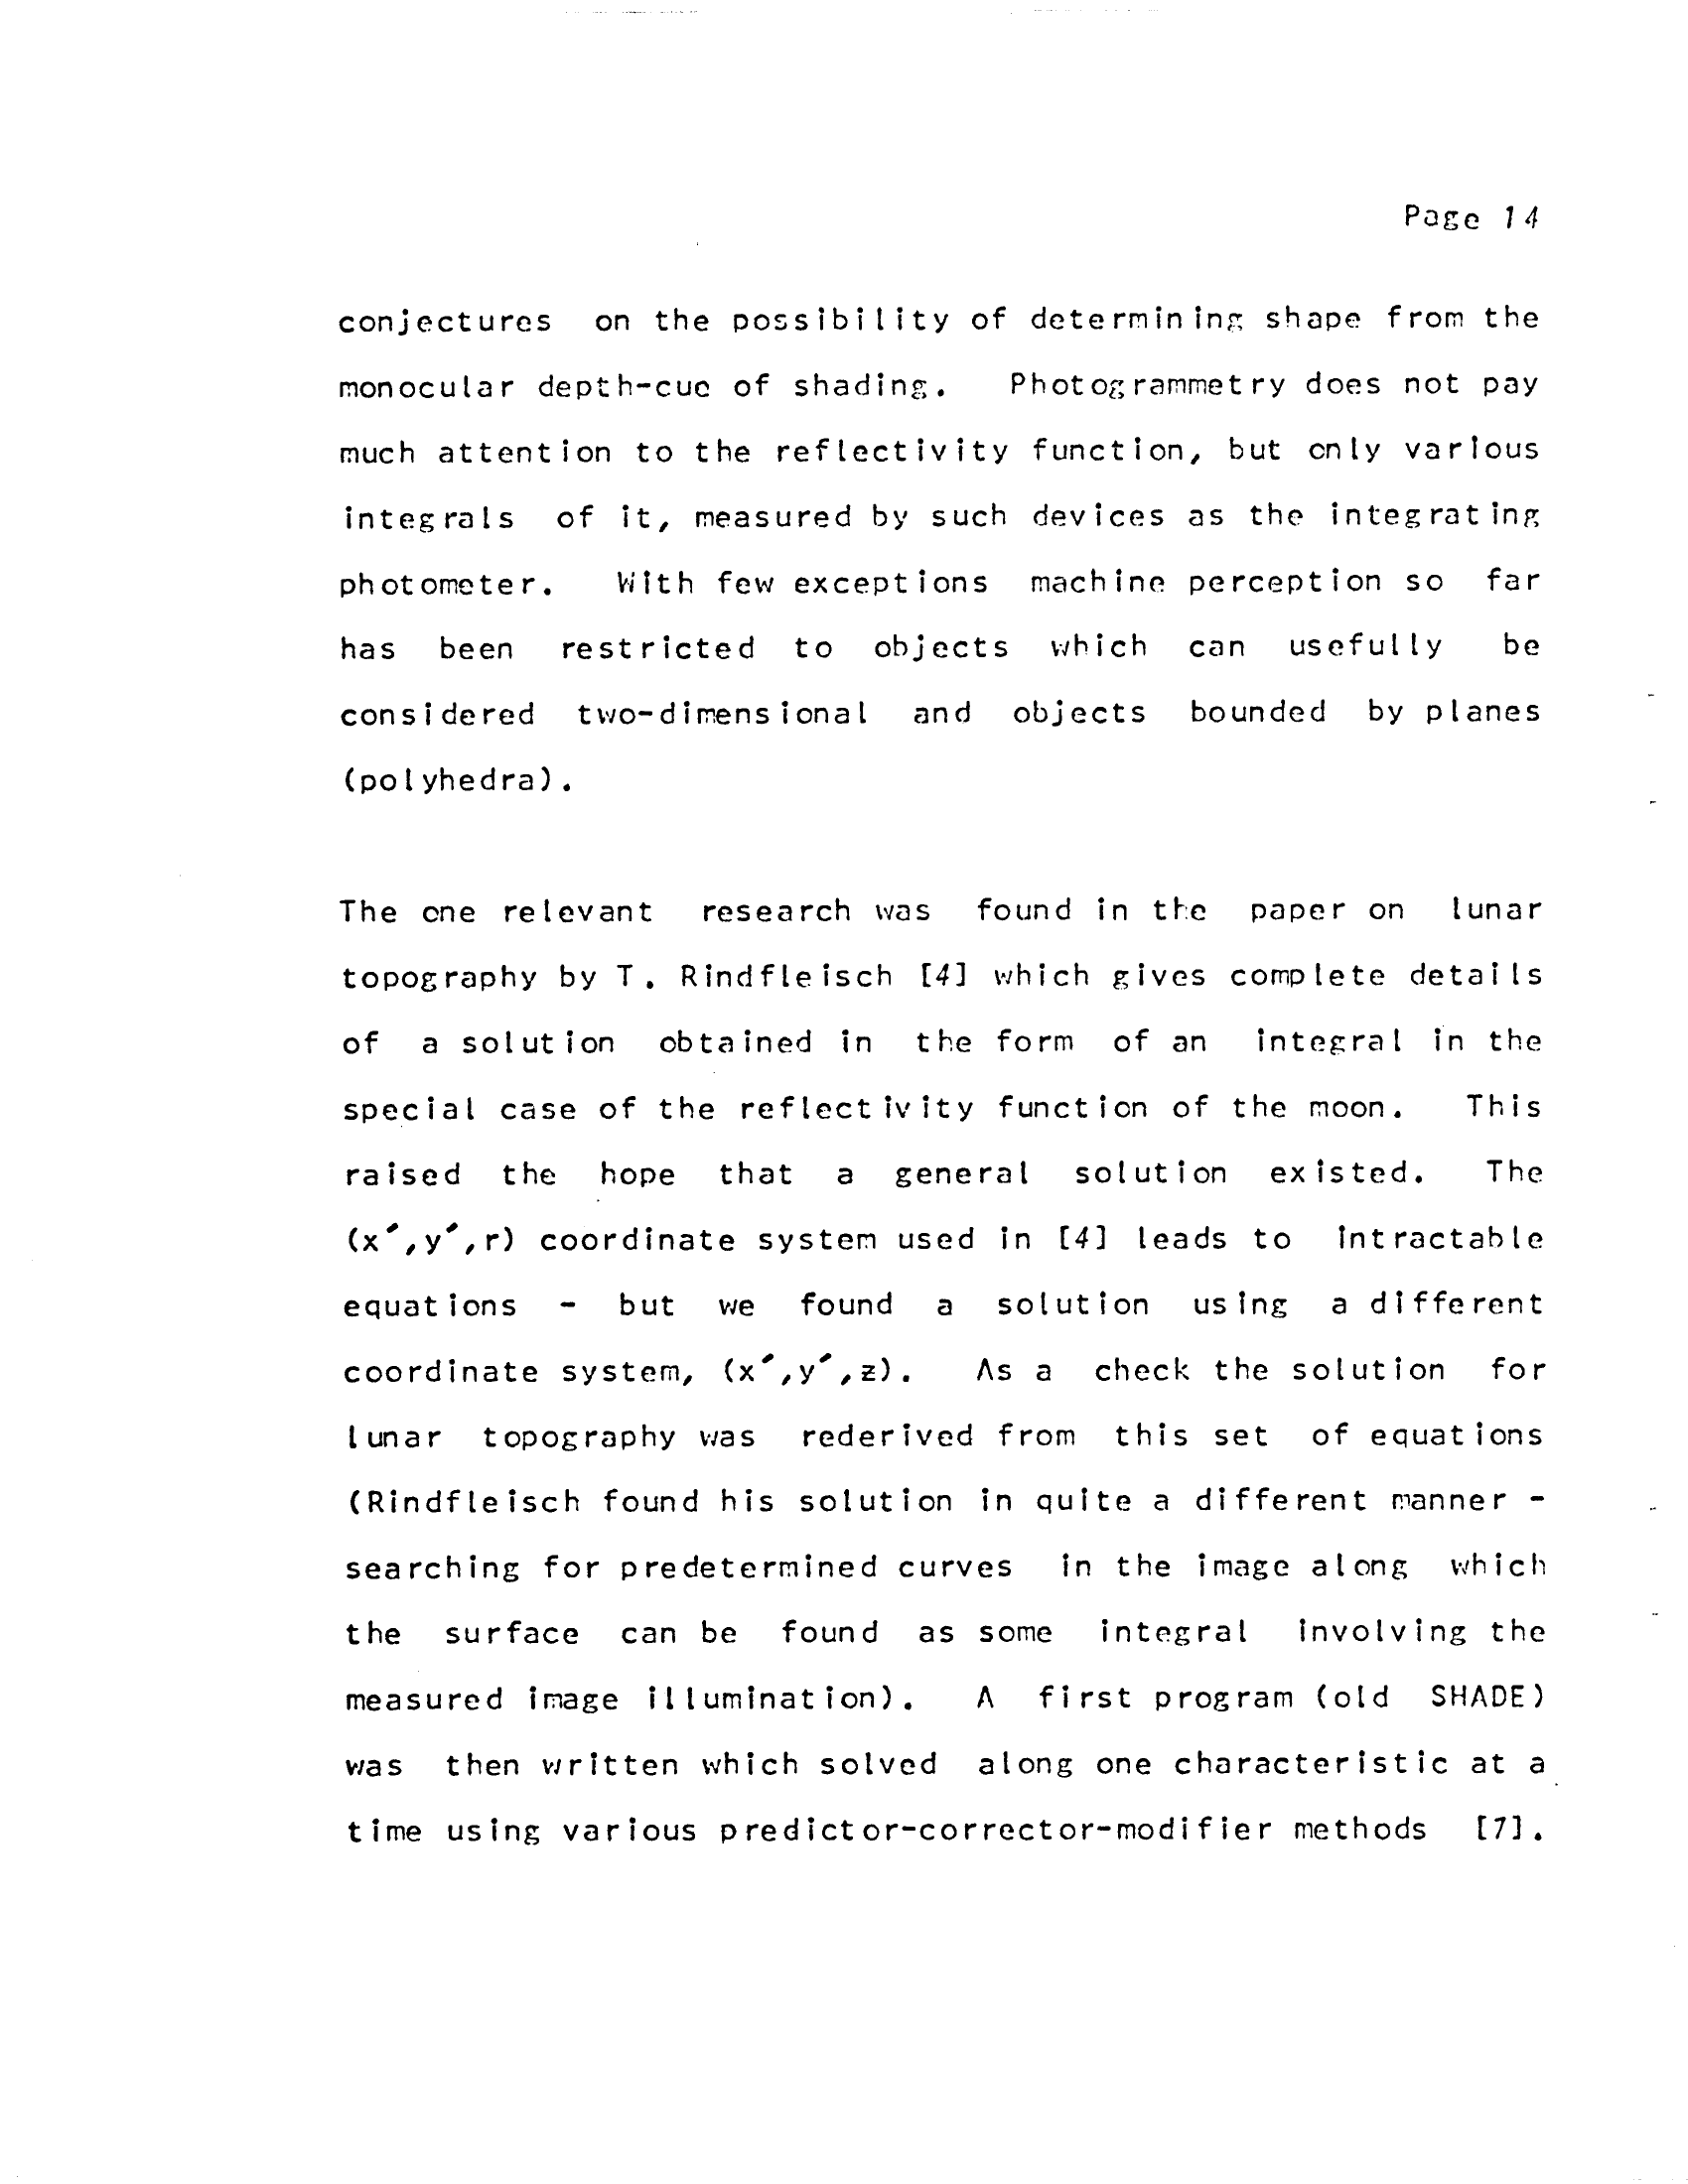 Page 14
conjectures on the possibility of determining shape from the
monocular depth-cue of shading. Photogrammetry does not pay
much attention to the reflectivity function, but only various
integrals of it, measured by such devices as the integrating
photometer. With few exceptions machine perception so far
has been restricted to objects which can usefully be
considered two-dimensional and objects bounded by planes
(polyhedra).
The one relevant research was found in the paper on lunar
topography by T. Rindfleisch [4] which gives complete details
of a solution obtained in the form of an integral in the
special case of the reflectivity function of the moon. This
raised the hope that a general solution existed. The
(x',y',r) coordinate system used in [4] leads to intractable
equations - but we found a solution using a different
coordinate system, (x',y',z). As a check the solution for
lunar topography was rederived from this set of equations
(Rindfleisch found his solution in quite a different manner -
searching for predetermined curves in the image along which
the surface can be found as some integral involving the
measured image illumination). A first program (old SHADE)
was then written which solved along one characteristic at a
time using various predictor-corrector-modifier methods [7].